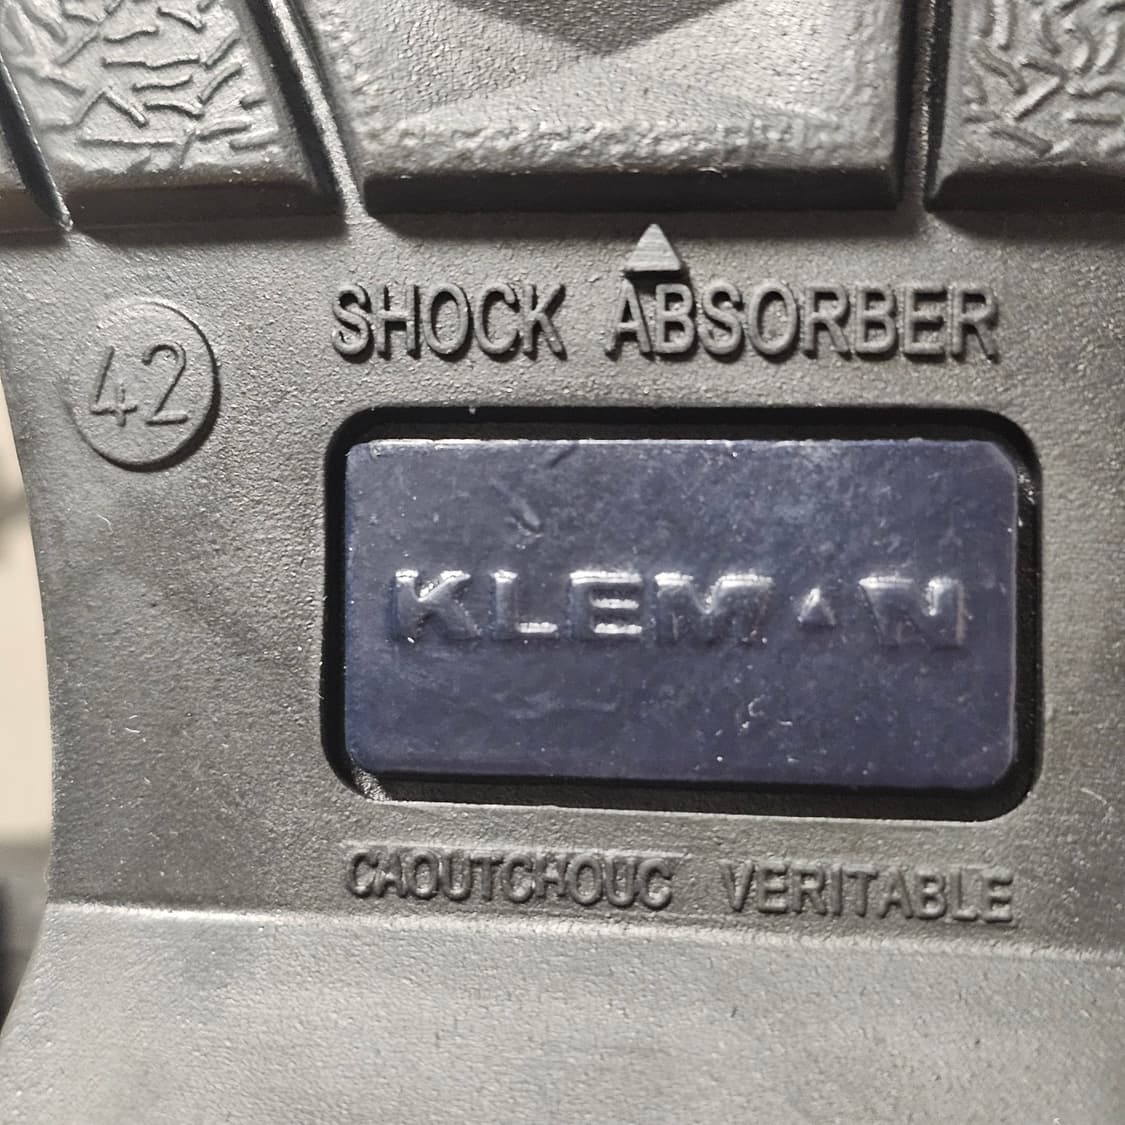 SHOCK ABSORBER
42
KLEMAN
CAOUTCHOUC VERITABLE